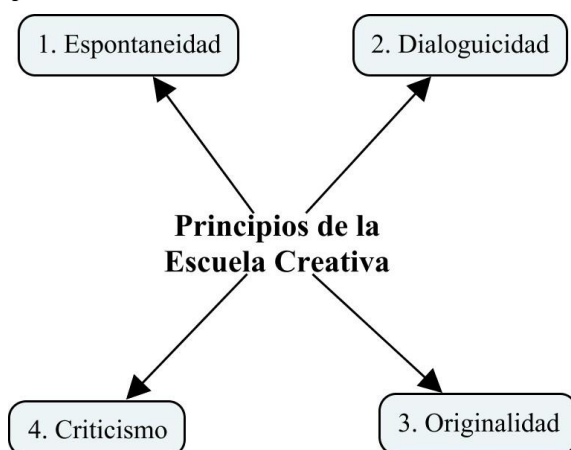 1. Espontaneidad
2. Dialoguicidad
Principios de la
Escuela Creativa
4. Criticismo
3. Originalidad